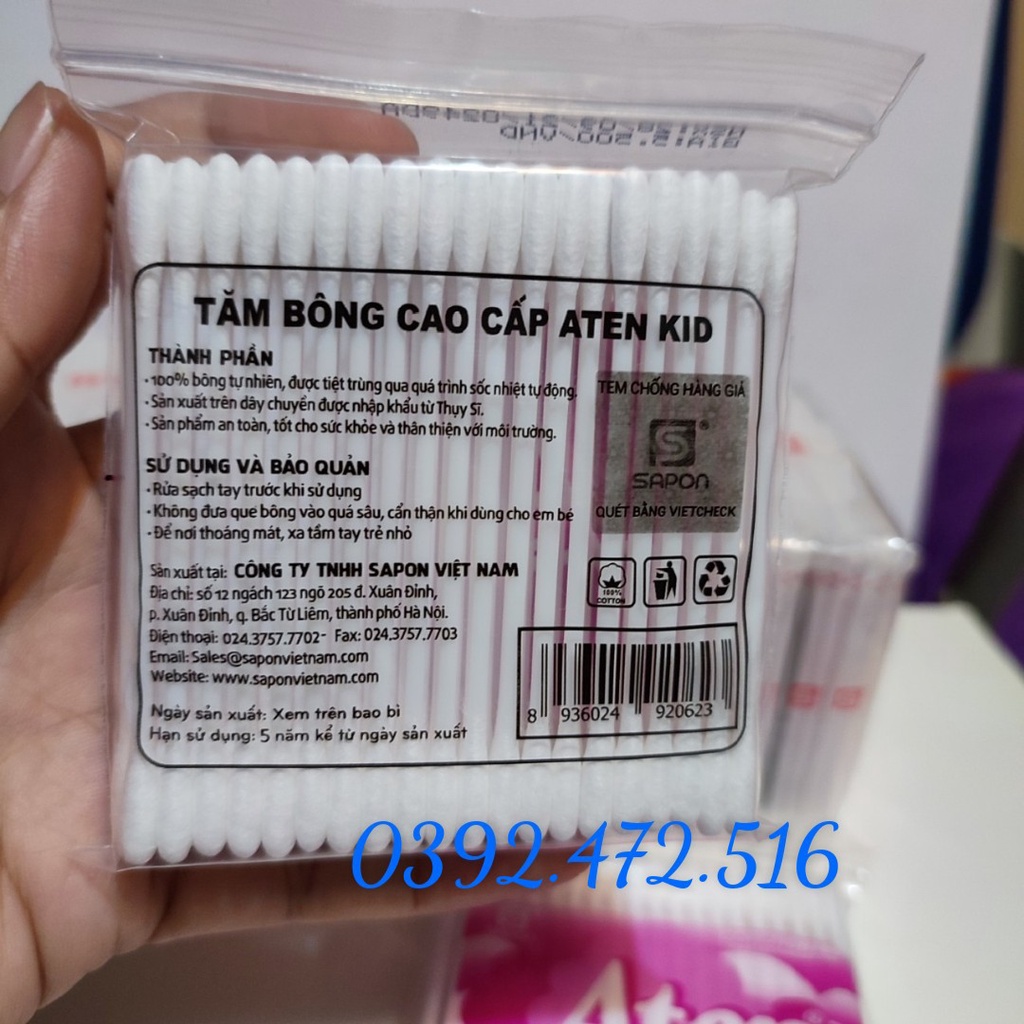 TĂM BÔNG CAO CẤP ATEN KID
THÀNH PHẦN
• 100% bông tự nhiên, được tiệt trùng qua quá trình sốc nhiệt tự động.
• Sản xuất trên dây chuyền được nhập khẩu từ Thụy Sĩ.
• Sản phẩm an toàn, tốt cho sức khỏe và thân thiện với môi trường.
SỬ DỤNG VÀ BẢO QUẢN
• Rửa sạch tay trước khi sử dụng
• Không đưa que bông vào quá sâu, cẩn thận khi dùng cho em bé
• Để nơi thoáng mát, xa tầm tay trẻ nhỏ
Sản xuất tại: CÔNG TY TNHH SAPON VIỆT NAM
Địa chỉ: số 12 ngách 123 ngõ 205 đ. Xuân Đỉnh,
p. Xuân Đỉnh, q. Bắc Từ Liêm, thành phố Hà Nội.
Điện thoại: 024.3757.7702- Fax: 024.3757.7703
Email: Sales@saponvietnam.com
Website: www.saponvietnam.com
Ngày sản xuất: Xem trên bao bì
Hạn sử dụng: 5 năm kể từ ngày sản xuất
TEM CHỐNG HÀNG GIẢ
S®
SAPON
QUÉT BẰNG VIETCHECK
100%
COTTON
8 936024 920623
0392.472.516
Aten